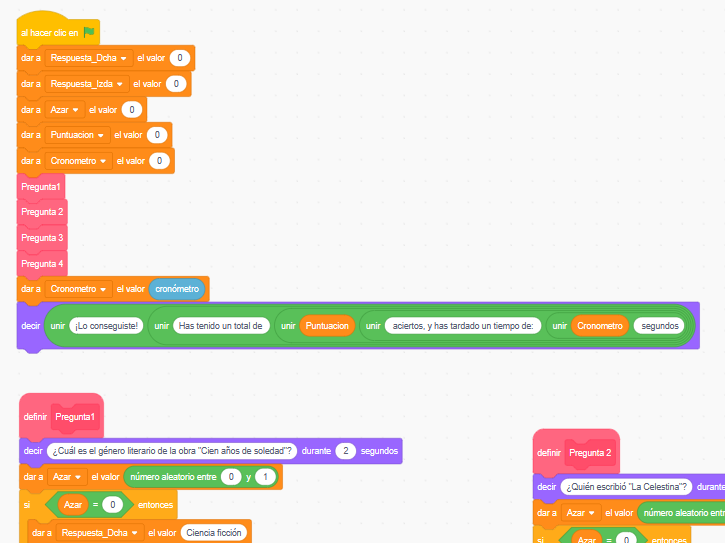 al hacer clic en
dar a Respuesta_Dcha el valor 0
dar a Respuesta_Izda el valor 0
dar a Azar el valor 0
dar a Puntuacion el valor 0
dar a Cronometro el valor 0
Pregunta1
Pregunta 2
Pregunta 3
Pregunta 4
dar a Cronometro el valor cronómetro
decir unir ¡Lo conseguiste! unir Has tenido un total de unir Puntuacion unir aciertos, y has tardado un tiempo de: unir Cronometro segundos
definir Pregunta1
decir ¿Cuál es el género literario de la obra "Cien años de soledad"? durante 2 segundos
dar a Azar el valor número aleatorio entre 0 y 1
si Azar = 0 entonces
dar a Respuesta_Dcha el valor Ciencia ficción
definir Pregunta 2
decir ¿Quién escribió "La Celestina"? durante
dar a Azar el valor número aleatorio entr
si Azar = 0 entonces